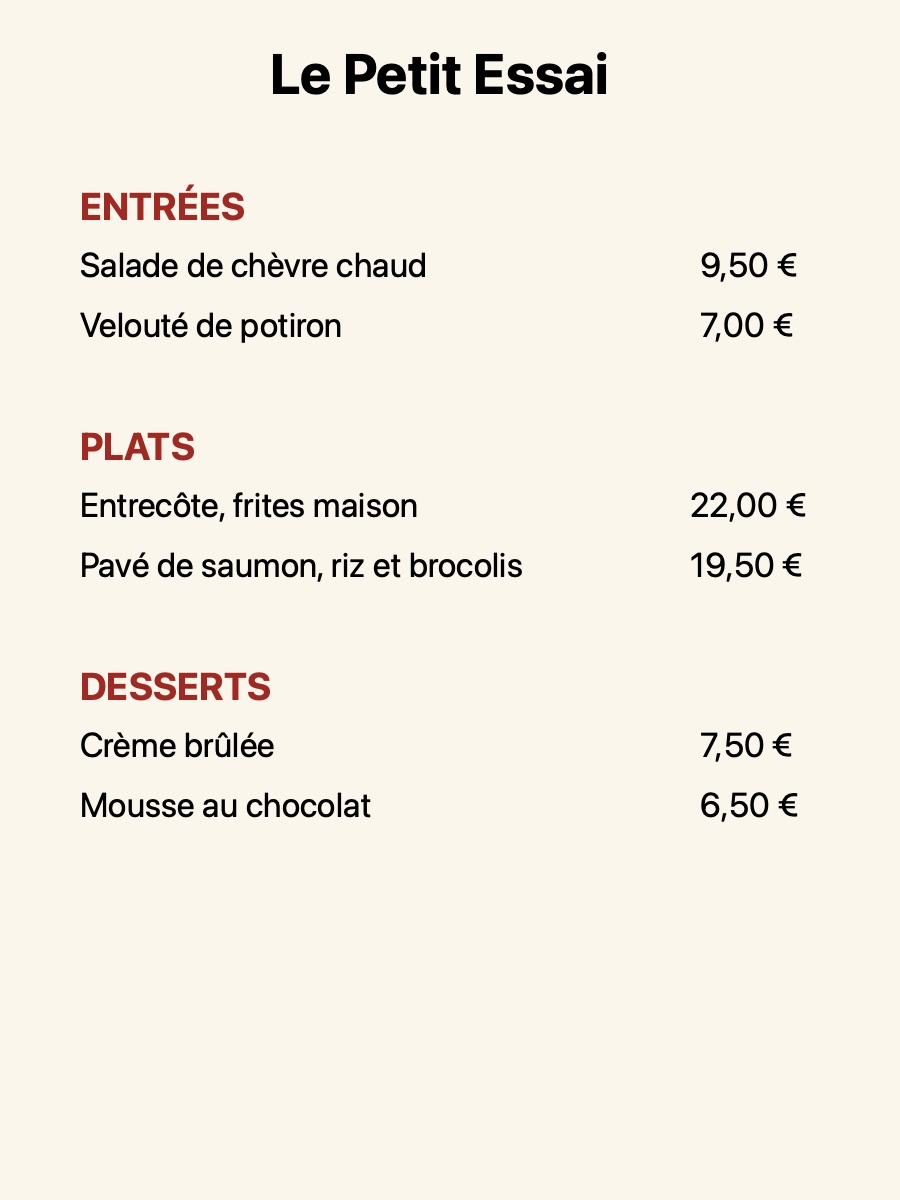 Le Petit Essai
ENTRÉES
Salade de chèvre chaud 9,50 €
Velouté de potiron 7,00 €
PLATS
Entrecôte, frites maison 22,00 €
Pavé de saumon, riz et brocolis 19,50 €
DESSERTS
Crème brûlée 7,50 €
Mousse au chocolat 6,50 €